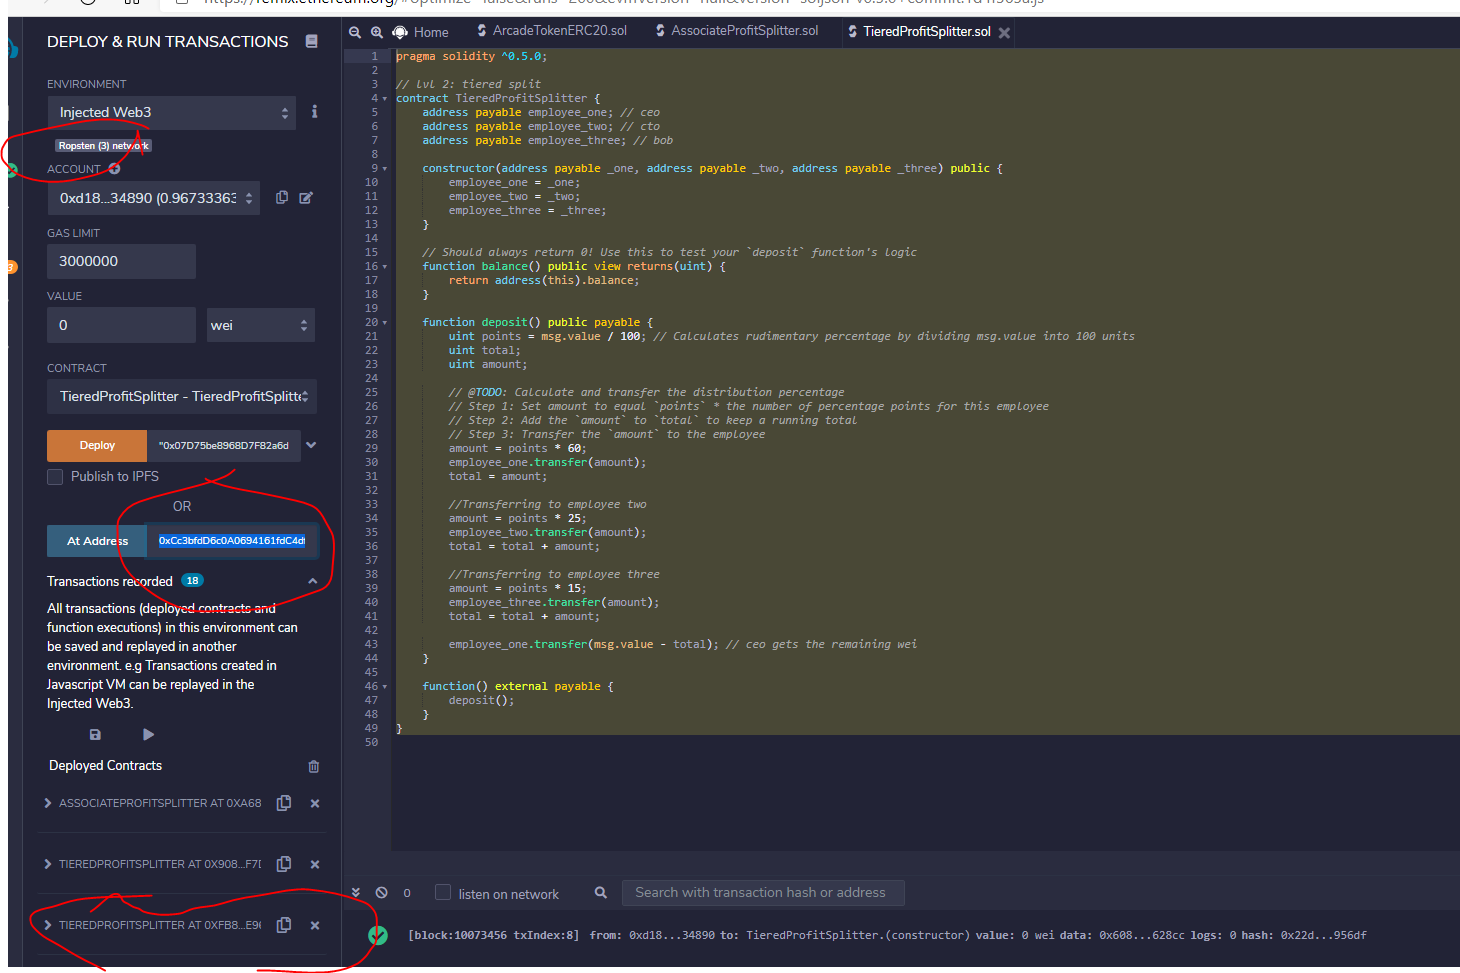 DEPLOY & RUN TRANSACTIONS
ENVIRONMENT
Injected Web3
Ropsten (3) network
ACCOUNT
0xd18...34890 (0.96733363
GAS LIMIT
3000000
VALUE
0
wei
CONTRACT
TieredProfitSplitter - TieredProfitSplitte
Deploy
"0x07D75be8968D7F82a6d
Publish to IPFS
OR
At Address
0xCc3bfdD6c0A0694161fdC4d
Transactions recorded 18
All transactions (deployed contracts and
function executions) in this environment can
be saved and replayed in another
environment. e.g Transactions created in
Javascript VM can be replayed in the
Injected Web3.
Deployed Contracts
ASSOCIATEPROFITSPLITTER AT 0XA68
TIEREDPROFITSPLITTER AT 0X908...F7
TIEREDPROFITSPLITTER AT 0XFB8...E9
Home
ArcadeTokenERC20.sol
AssociateProfitSplitter.sol
TieredProfitSplitter.sol
1 pragma solidity ^0.5.0;
2
3 // lvl 2: tiered split
4 contract TieredProfitSplitter {
5 address payable employee_one; // ceo
6 address payable employee_two; // cto
7 address payable employee_three; // bob
8
9 constructor(address payable _one, address payable _two, address payable _three) public {
10 employee_one = _one;
11 employee_two = _two;
12 employee_three = _three;
13 }
14
15 // Should always return 0! Use this to test your `deposit` function's logic
16 function balance() public view returns(uint) {
17 return address(this).balance;
18 }
19
20 function deposit() public payable {
21 uint points = msg.value / 100; // Calculates rudimentary percentage by dividing msg.value into 100 units
22 uint total;
23 uint amount;
24
25 // @TODO: Calculate and transfer the distribution percentage
26 // Step 1: Set amount to equal `points` * the number of percentage points for this employee
27 // Step 2: Add the `amount` to `total` to keep a running total
28 // Step 3: Transfer the `amount` to the employee
29 amount = points * 60;
30 employee_one.transfer(amount);
31 total = amount;
32
33 //Transferring to employee two
34 amount = points * 25;
35 employee_two.transfer(amount);
36 total = total + amount;
37
38 //Transferring to employee three
39 amount = points * 15;
40 employee_three.transfer(amount);
41 total = total + amount;
42
43 employee_one.transfer(msg.value - total); // ceo gets the remaining wei
44 }
45
46 function() external payable {
47 deposit();
48 }
49 }
50
0
listen on network
Search with transaction hash or address
[block:10073456 txIndex:8] from: 0xd18...34890 to: TieredProfitSplitter.(constructor) value: 0 wei data: 0x608...628cc logs: 0 hash: 0x22d...956df